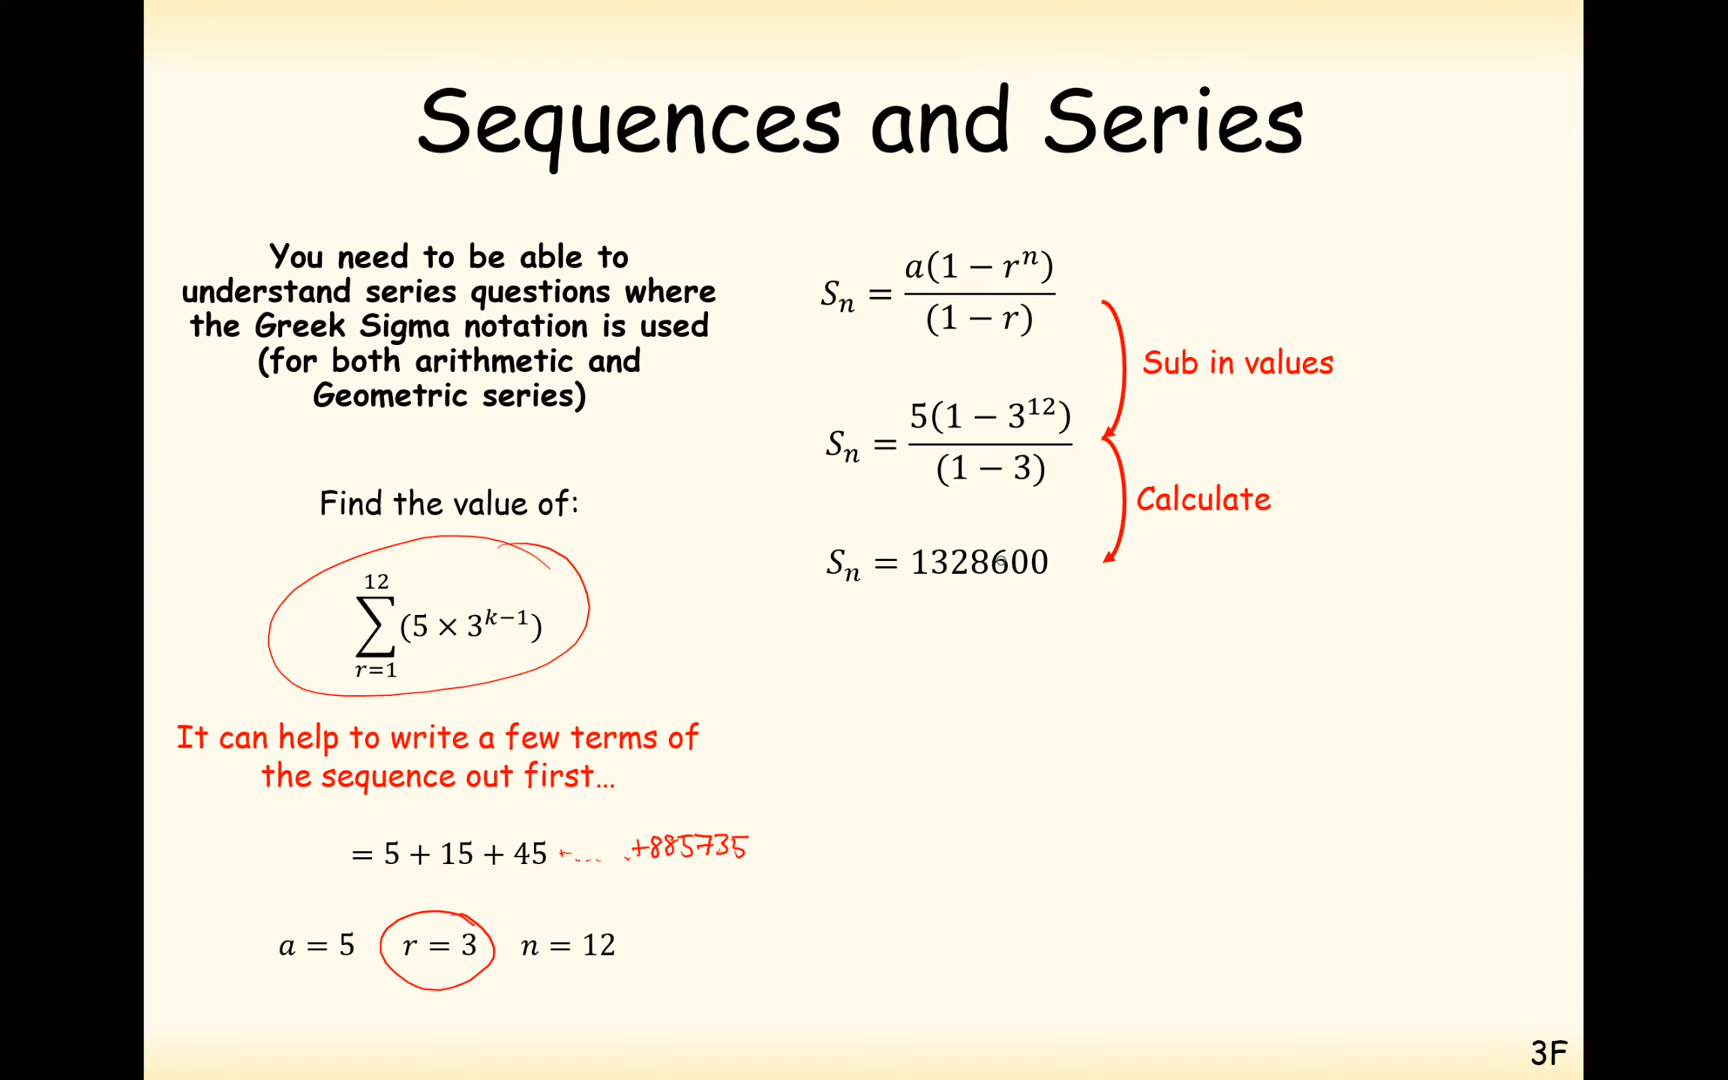 Sequences and Series
You need to be able to
understand series questions where
the Greek Sigma notation is used
(for both arithmetic and
Geometric series)
Find the value of:
12
∑(5 × 3^{k−1})
r=1
It can help to write a few terms of
the sequence out first…
= 5 + 15 + 45 +.... .+885735
a = 5 r = 3 n = 12
S_n = a(1 − r^n) / (1 − r)
Sub in values
S_n = 5(1 − 3^{12}) / (1 − 3)
Calculate
S_n = 1328600
3F